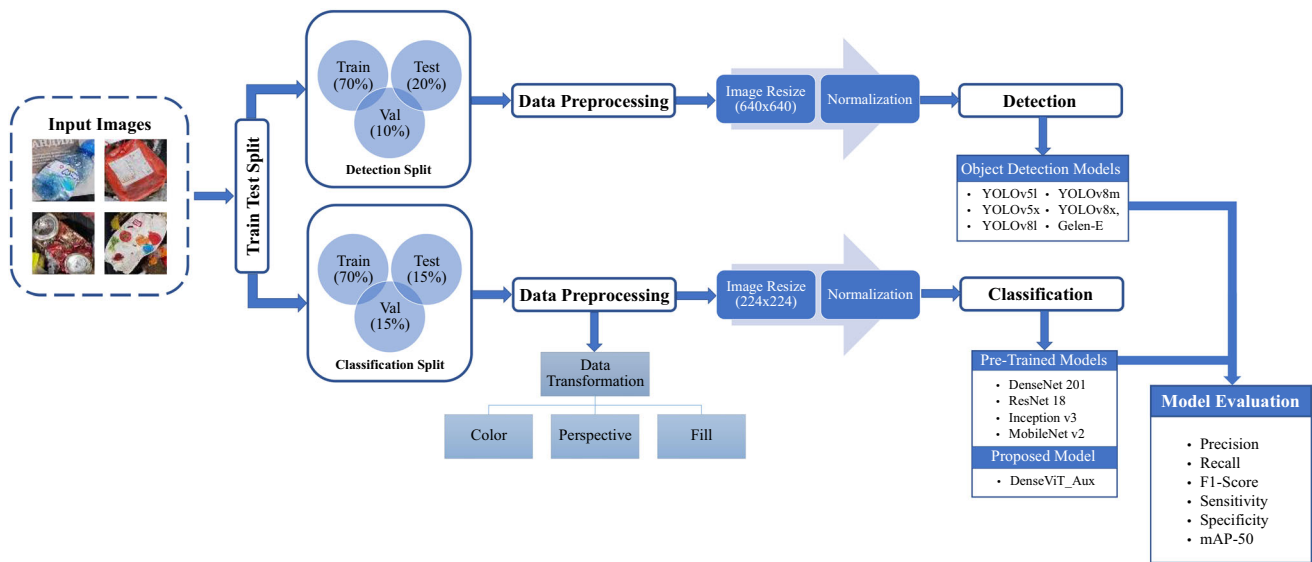 Input Images
АНДИИ
Train Test Split
Train
(70%)
Test
(20%)
Val
(10%)
Detection Split
Data Preprocessing
Image Resize
(640x640)
Normalization
Detection
Object Detection Models
• YOLOv5l • YOLOv8m
• YOLOv5x • YOLOv8x,
• YOLOv8l • Gelen-E
Train
(70%)
Test
(15%)
Val
(15%)
Classification Split
Data Preprocessing
Image Resize
(224x224)
Normalization
Classification
Data
Transformation
Color
Perspective
Fill
Pre-Trained Models
• DenseNet 201
• ResNet 18
• Inception v3
• MobileNet v2
Proposed Model
• DenseViT_Aux
Model Evaluation
• Precision
• Recall
• F1-Score
• Sensitivity
• Specificity
• mAP-50